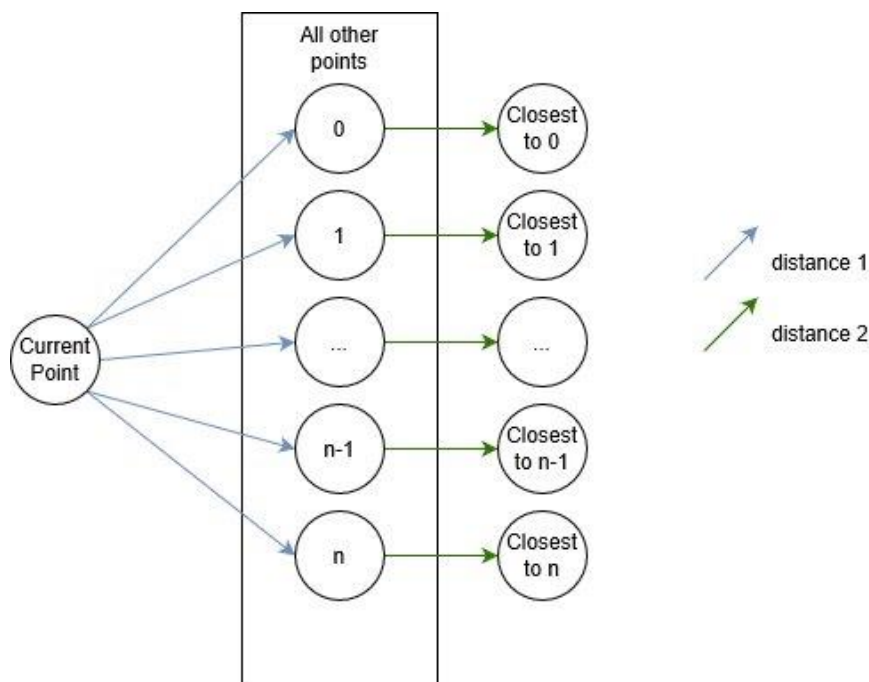 All other
points
0
Closest
to 0
1
Closest
to 1
distance 1
Current
Point
...
...
distance 2
n-1
Closest
to n-1
n
Closest
to n